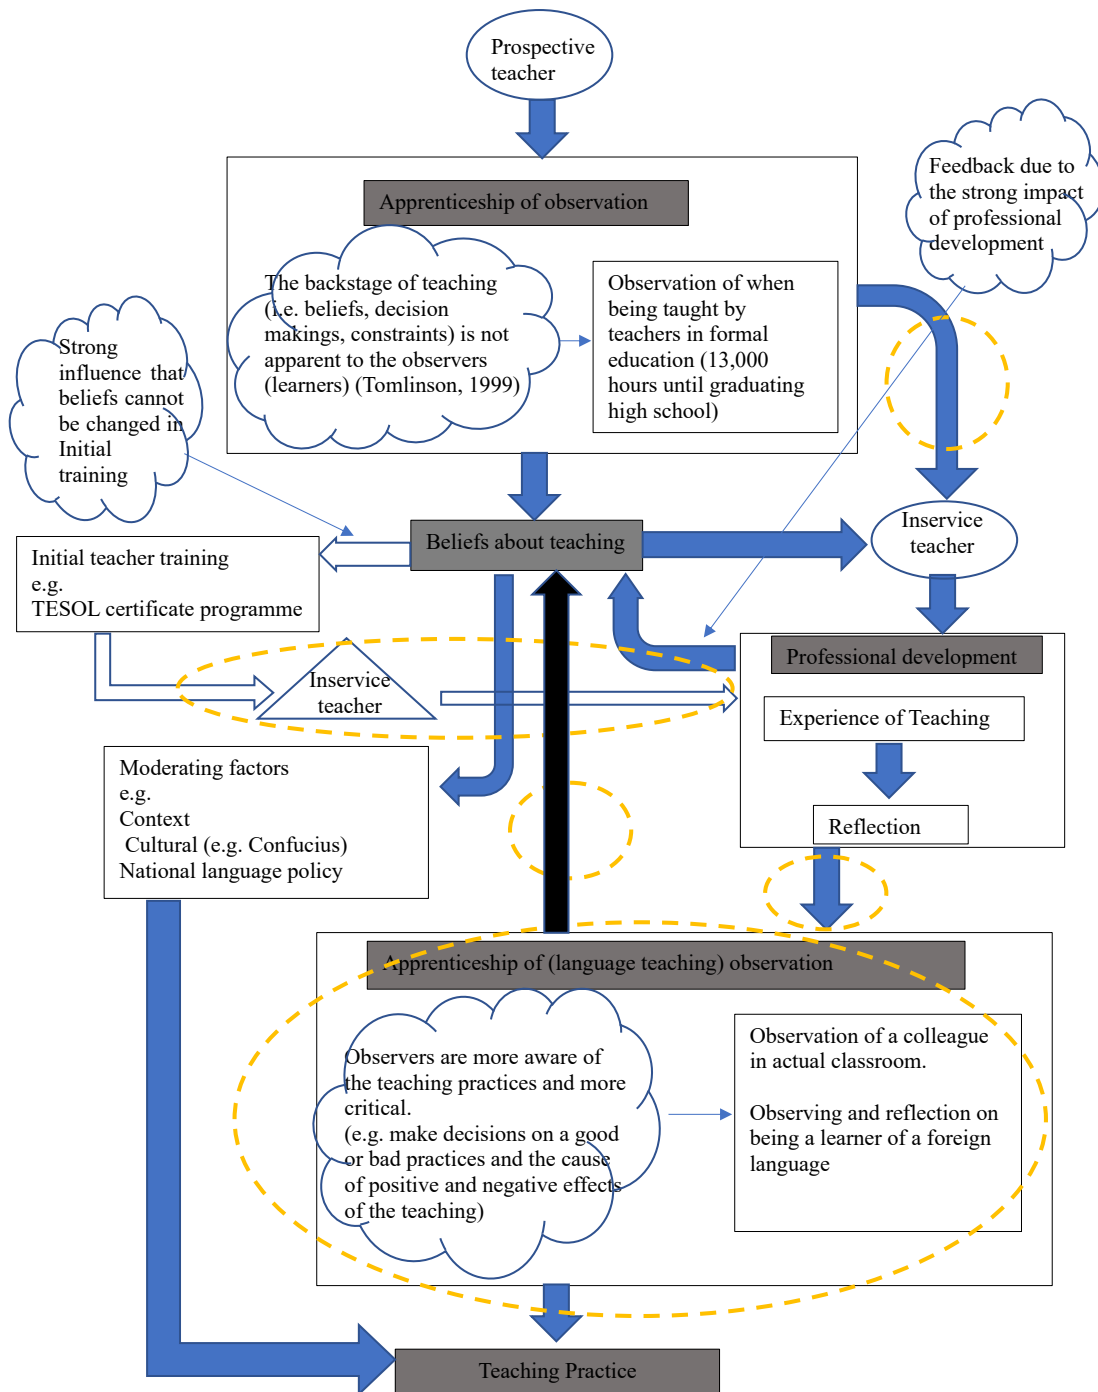 Prospective
teacher
Feedback due to
the strong impact
of professional
development
Apprenticeship of observation
The backstage of teaching
(i.e. beliefs, decision
makings, constraints) is not
apparent to the observers
(learners) (Tomlinson, 1999)
Observation of when
being taught by
teachers in formal
education (13,000
hours until graduating
high school)
Strong
influence that
beliefs cannot
be changed in
Initial
training
Beliefs about teaching
Inservice
teacher
Initial teacher training
e.g.
TESOL certificate programme
Inservice
teacher
Professional development
Experience of Teaching
Reflection
Moderating factors
e.g.
Context
Cultural (e.g. Confucius)
National language policy
Apprenticeship of (language teaching) observation
Observers are more aware of
the teaching practices and more
critical.
(e.g. make decisions on a good
or bad practices and the cause
of positive and negative effects
of the teaching)
Observation of a colleague
in actual classroom.
Observing and reflection on
being a learner of a foreign
language
Teaching Practice